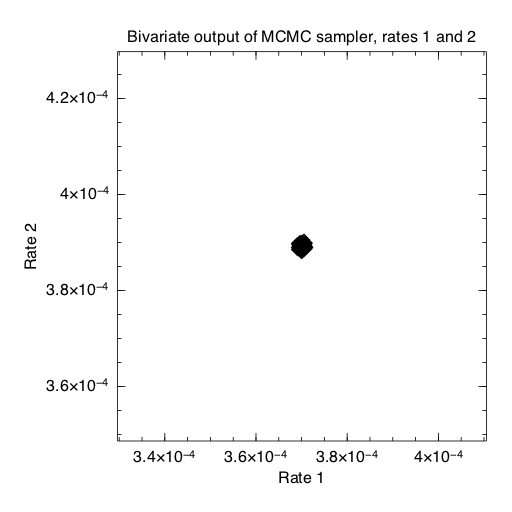 Bivariate output of MCMC sampler, rates 1 and 2
4.2×10⁻⁴
4×10⁻⁴
3.8×10⁻⁴
3.6×10⁻⁴
Rate 2
3.4×10⁻⁴ 3.6×10⁻⁴ 3.8×10⁻⁴ 4×10⁻⁴
Rate 1